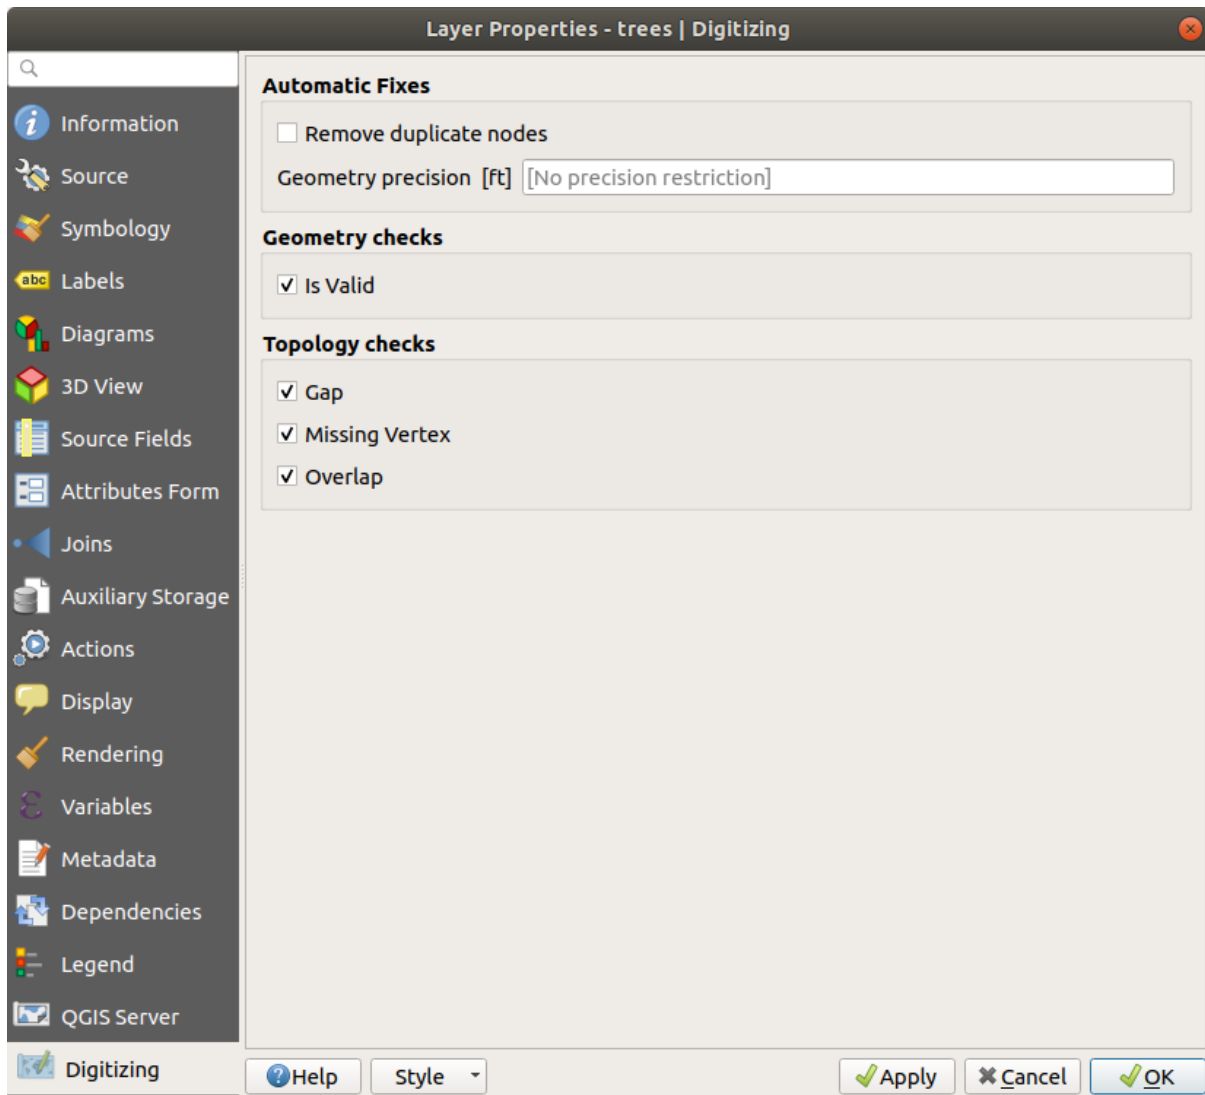 Layer Properties - trees | Digitizing
Information
Source
Symbology
abc Labels
Diagrams
3D View
Source Fields
Attributes Form
Joins
Auxiliary Storage
Actions
Display
Rendering
Variables
Metadata
Dependencies
Legend
QGIS Server
Digitizing
Automatic Fixes
Remove duplicate nodes
Geometry precision [ft] [No precision restriction]
Geometry checks
Is Valid
Topology checks
Gap
Missing Vertex
Overlap
Help Style Apply Cancel OK